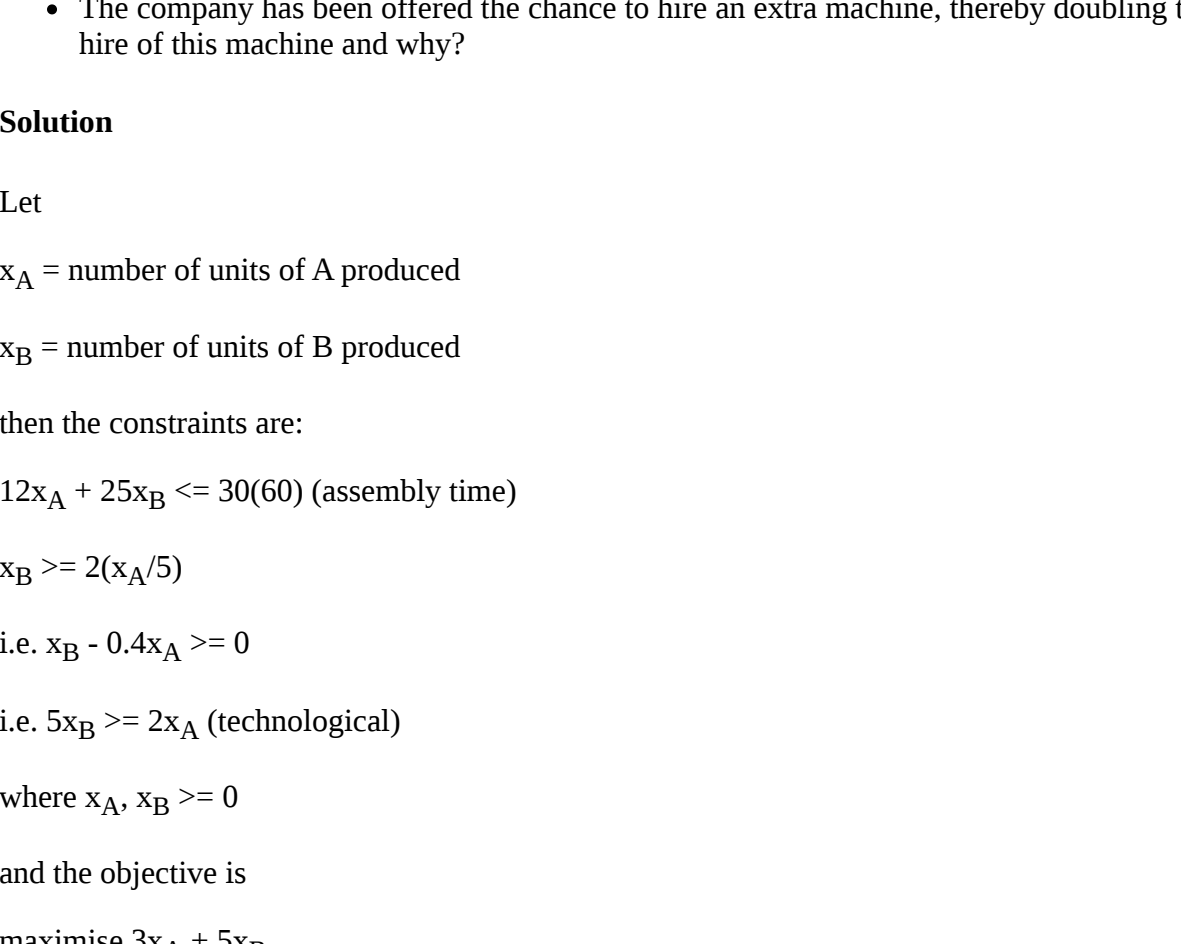 • The company has been offered the chance to hire an extra machine, thereby doubling
hire of this machine and why?
Solution
Let
xA = number of units of A produced
xB = number of units of B produced
then the constraints are:
12xA + 25xB <= 30(60) (assembly time)
xB >= 2(xA/5)
i.e. xB - 0.4xA >= 0
i.e. 5xB >= 2xA (technological)
where xA, xB >= 0
and the objective is
maximise 3xA + 5xB